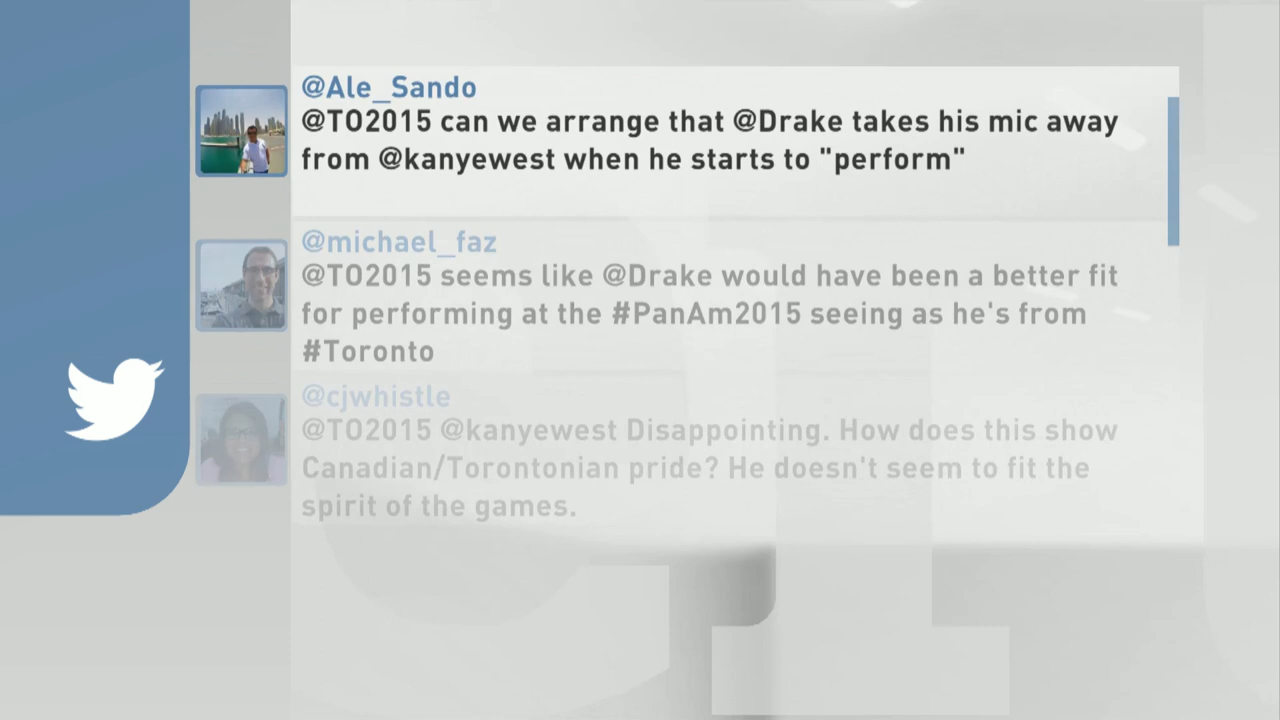 @Ale_Sando
@TO2015 can we arrange that @Drake takes his mic away
from @kanyewest when he starts to "perform"
@michael_faz
@TO2015 seems like @Drake would have been a better fit
for performing at the #PanAm2015 seeing as he's from
#Toronto
@cjwhistle
@TO2015 @kanyewest Disappointing. How does this show
Canadian/Torontonian pride? He doesn't seem to fit the
spirit of the games.